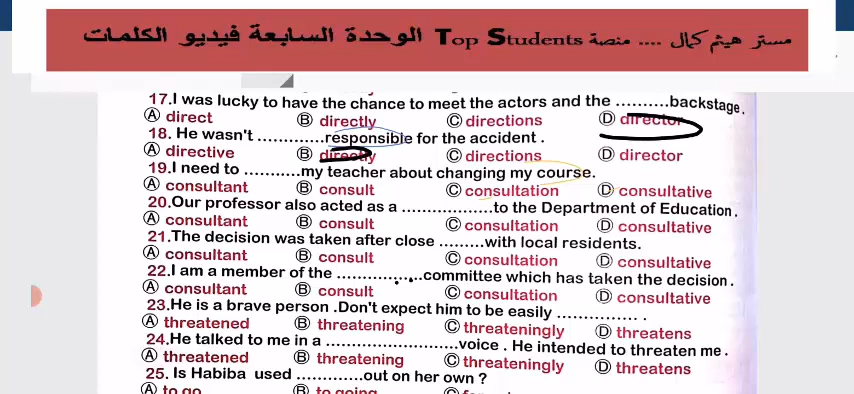 مستر هيثم كمال .... منصة Top Students الوحدة السابعة فيديو الكلمات
17.I was lucky to have the chance to meet the actors and the ..........backstage.
Ⓐ direct Ⓑ directly Ⓒ directions Ⓓ director
18. He wasn't .............responsible for the accident .
Ⓐ directive Ⓑ directly Ⓒ directions Ⓓ director
19.I need to ...........my teacher about changing my course.
Ⓐ consultant Ⓑ consult Ⓒ consultation Ⓓ consultative
20.Our professor also acted as a ..................to the Department of Education.
Ⓐ consultant Ⓑ consult Ⓒ consultation Ⓓ consultative
21.The decision was taken after close .........with local residents.
Ⓐ consultant Ⓑ consult Ⓒ consultation Ⓓ consultative
22.I am a member of the .................committee which has taken the decision.
Ⓐ consultant Ⓑ consult Ⓒ consultation Ⓓ consultative
23.He is a brave person .Don't expect him to be easily ............... .
Ⓐ threatened Ⓑ threatening Ⓒ threateningly Ⓓ threatens
24.He talked to me in a .........................voice . He intended to threaten me.
Ⓐ threatened Ⓑ threatening Ⓒ threateningly Ⓓ threatens
25. Is Habiba used .............out on her own ?
Ⓐ to go Ⓑ to going Ⓒ